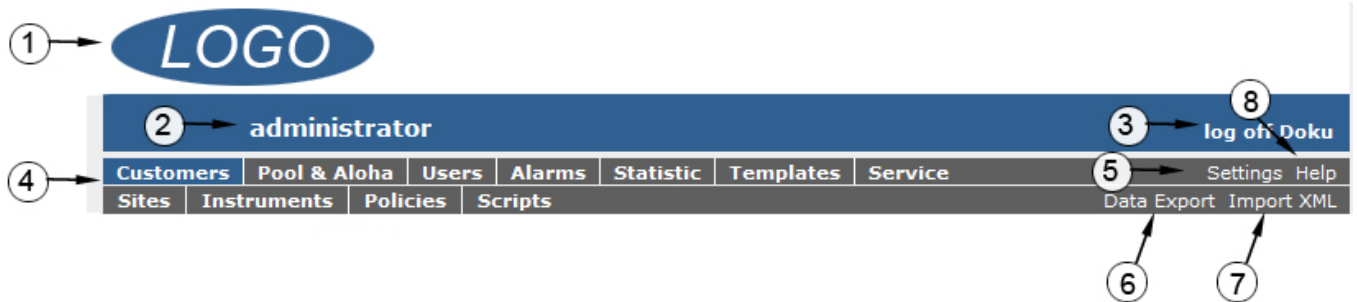 1 LOGO
8
2 administrator 3 log off Doku
4 Customers Pool & Aloha Users Alarms Statistic Templates Service 5 Settings Help
Sites Instruments Policies Scripts Data Export Import XML
6 7